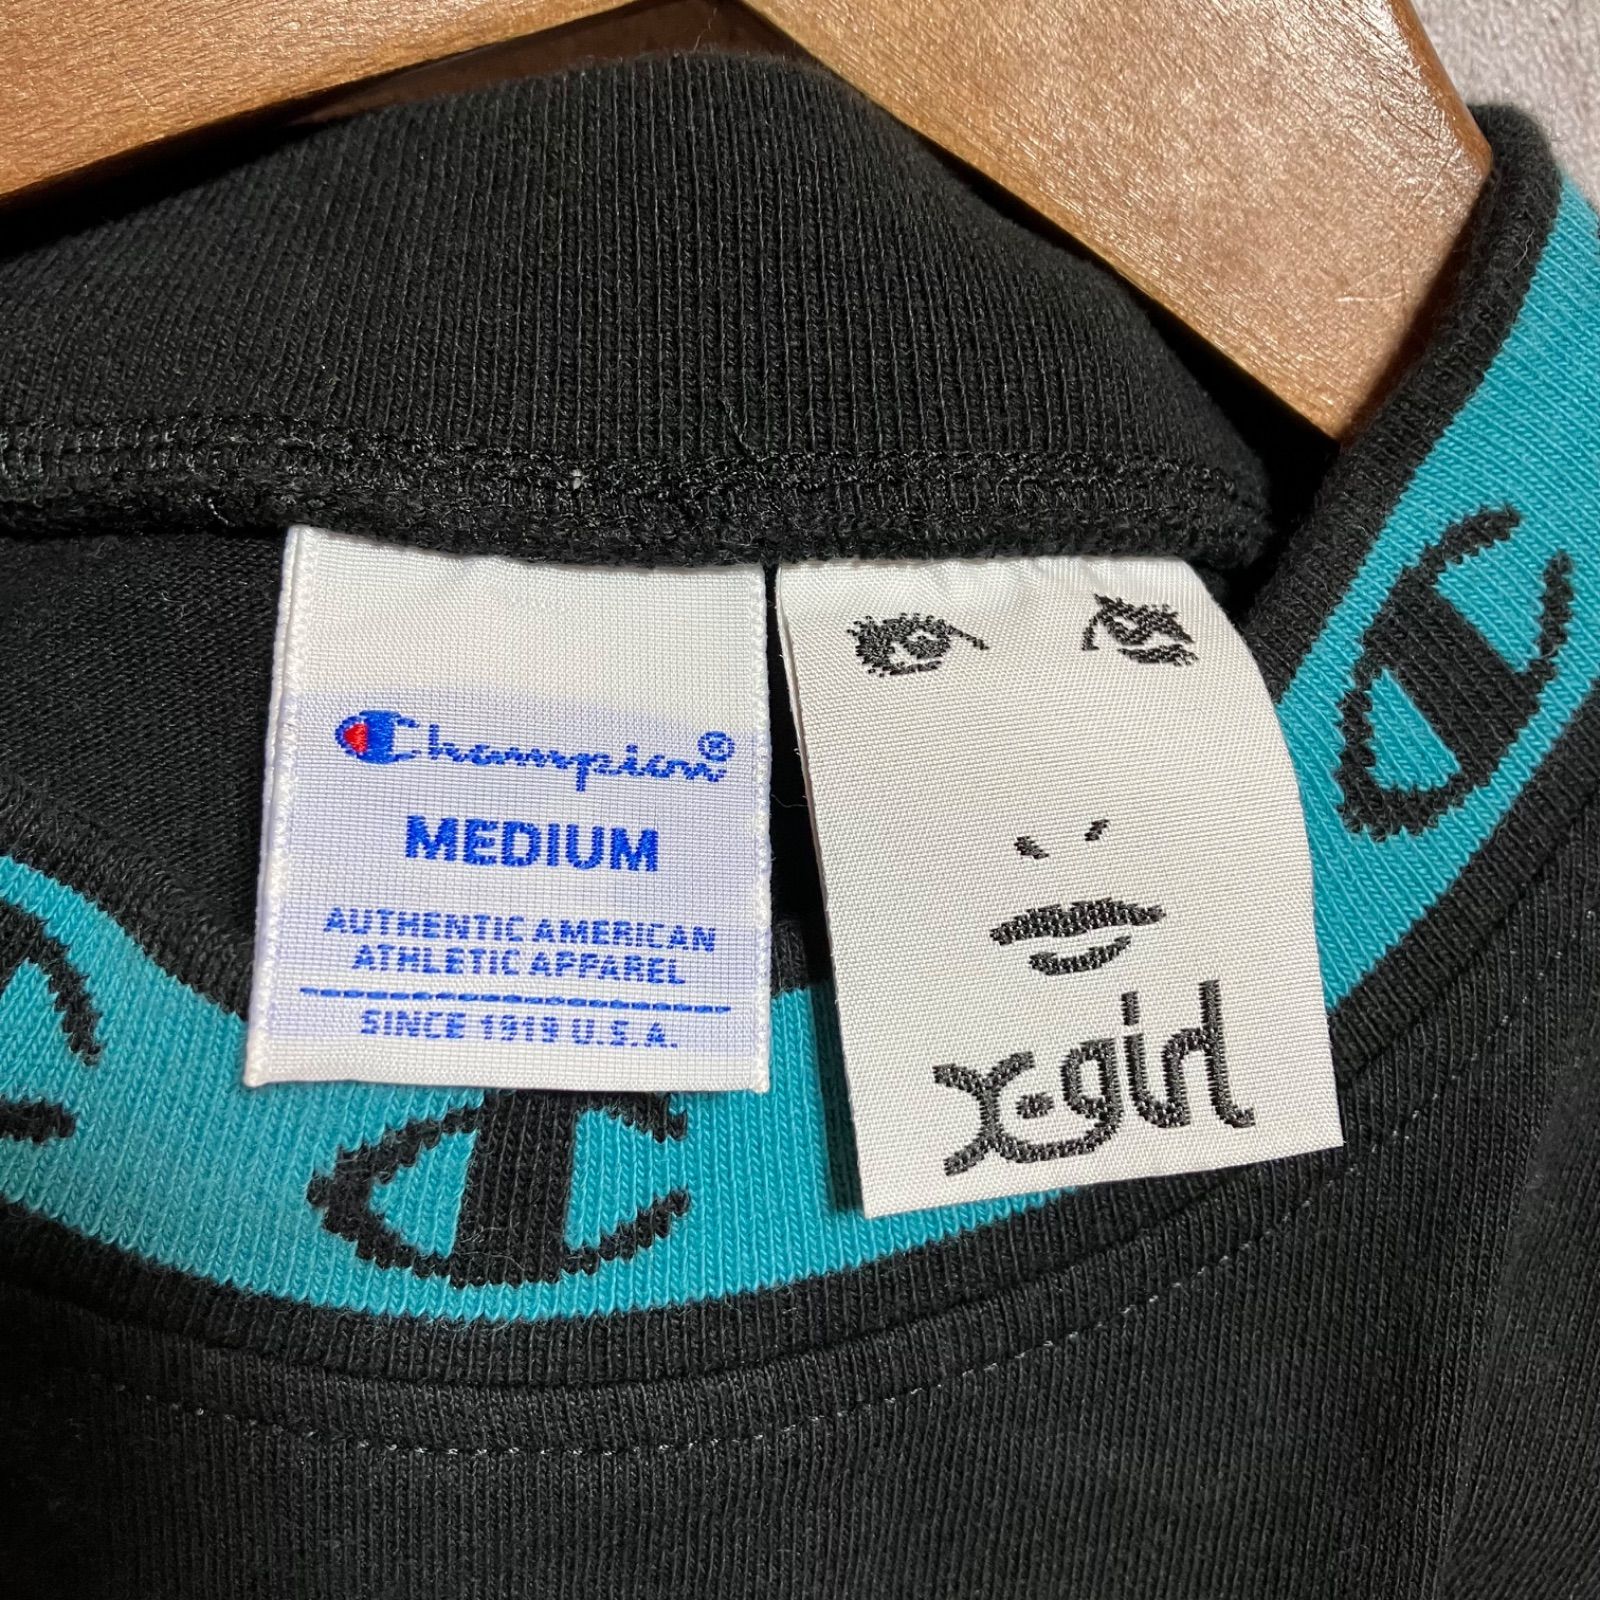 Champion®
MEDIUM
AUTHENTIC AMERICAN
ATHLETIC APPAREL
SINCE 1919 U.S.A.
X-girl